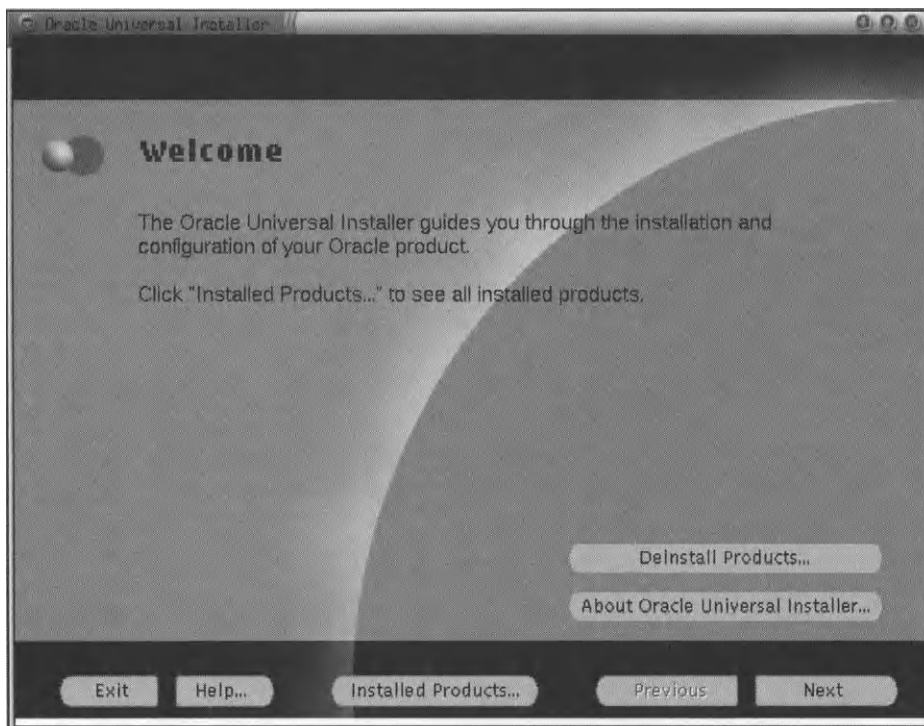 Oracle Universal Installer
Welcome
The Oracle Universal Installer guides you through the installation and
configuration of your Oracle product.
Click "Installed Products..." to see all installed products.
Deinstall Products...
About Oracle Universal Installer...
Exit
Help...
Installed Products...
Previous
Next